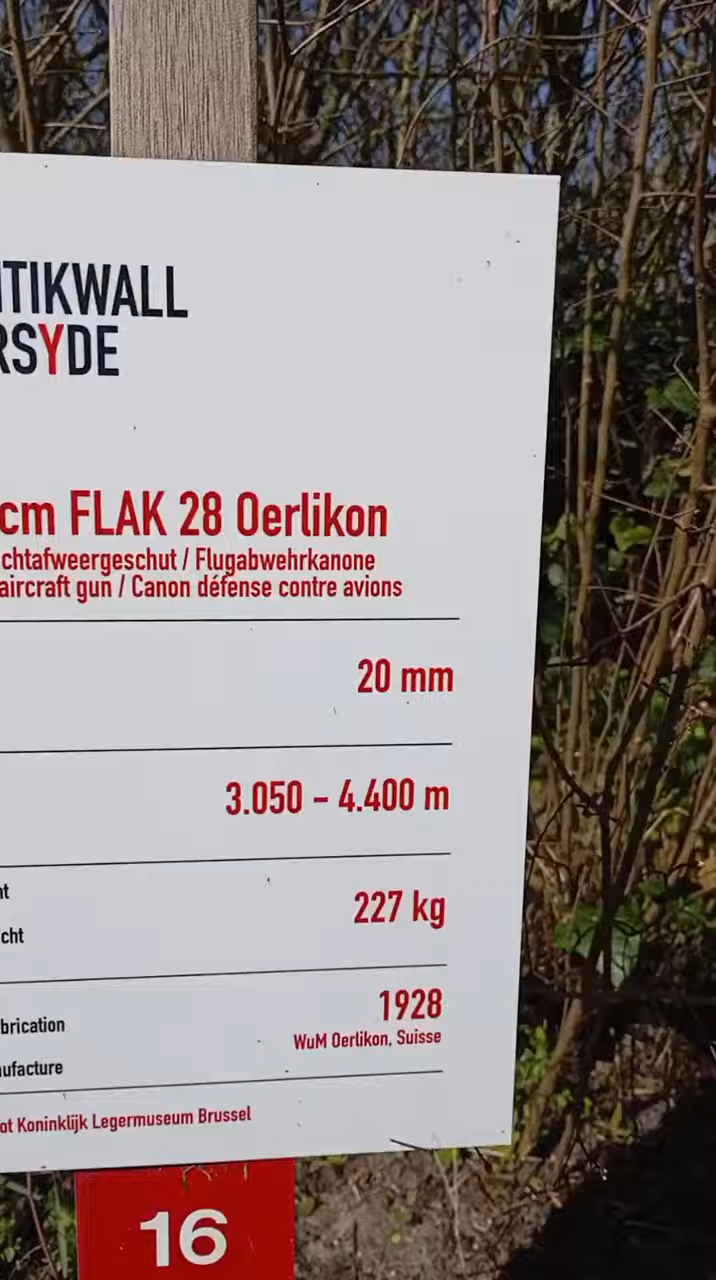 TIKWALL
RSYDE
cm FLAK 28 Oerlikon
chtafweergeschut / Flugabwehrkanone
aircraft gun / Canon défense contre avions
20 mm
3.050 – 4.400 m
ht
227 kg
cht
1928
brication
WuM Oerlikon, Suisse
ufacture
ot Koninklijk Legermuseum Brussel
16